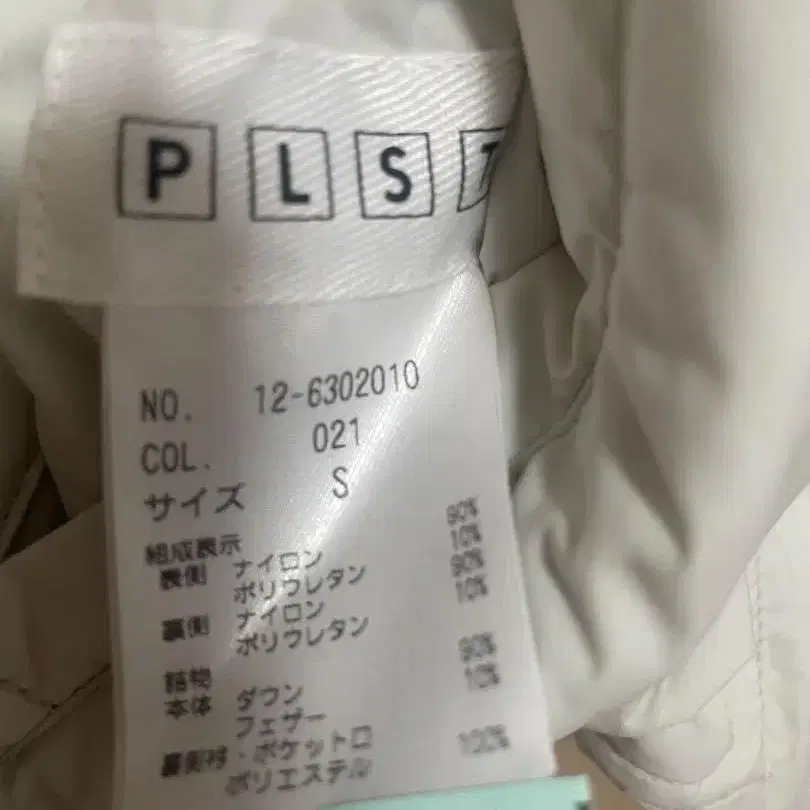 P L S T
NO. 12-6302010
COL. 021
サイズ S
組成表示
表側 ナイロン 90%
ポリウレタン 10%
裏側 ナイロン 90%
ポリウレタン 10%
詰物
本体 ダウン 90%
フェザー 10%
裏側衿・ポケット口
ポリエステル 100%